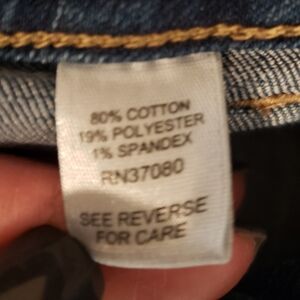 80% COTTON
19% POLYESTER
1% SPANDEX
RN37080
SEE REVERSE
FOR CARE